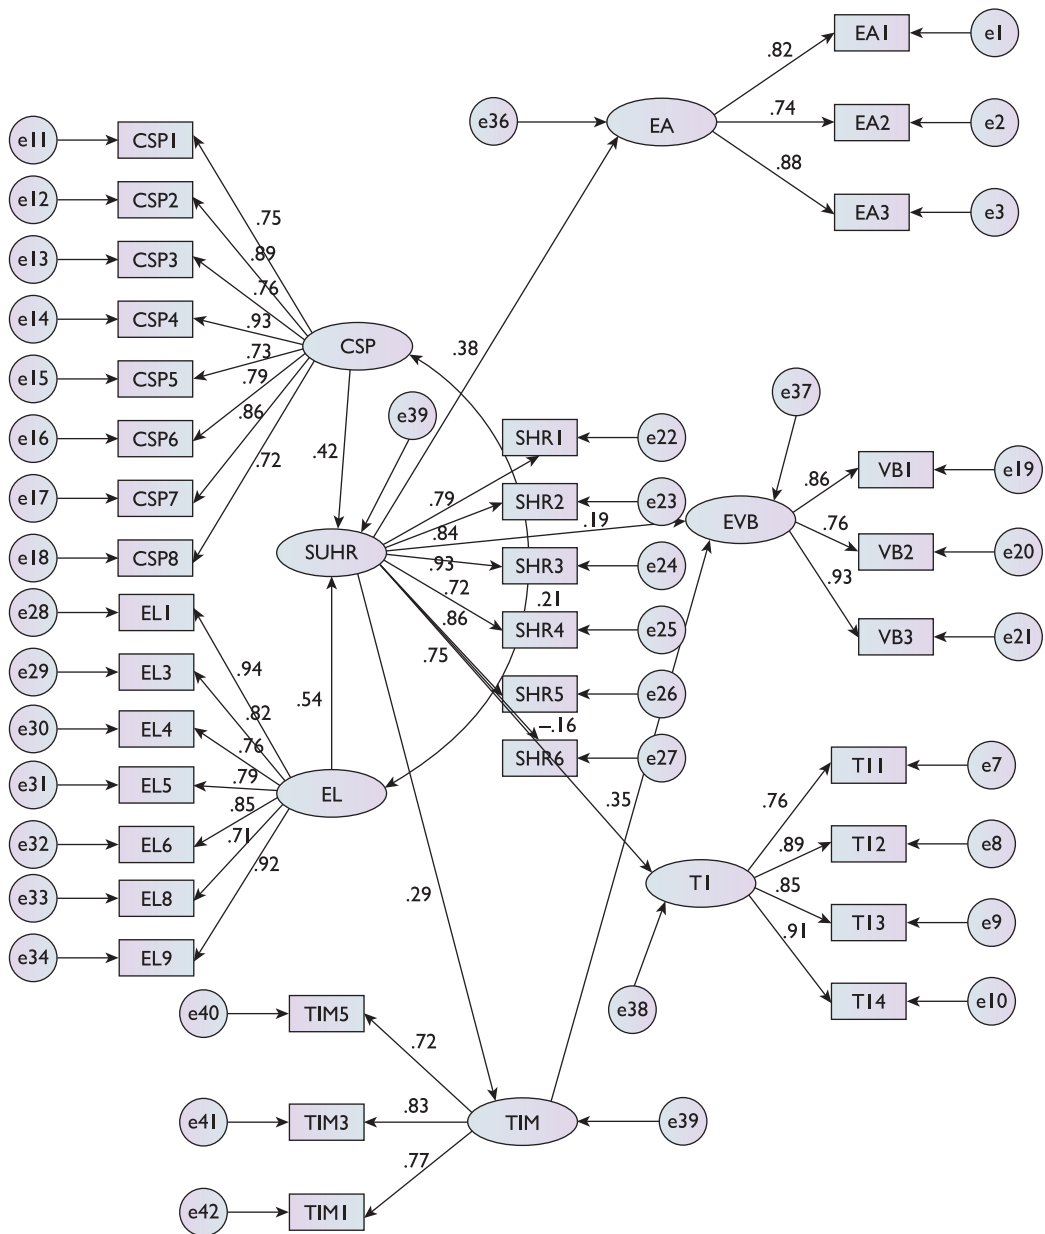 EA1
e1
.82
e36
EA
.74
EA2
e2
.88
EA3
e3
e11
CSP1
e12
CSP2
.75
e13
CSP3
.89
.76
e14
CSP4
.93
CSP
.38
e15
CSP5
.73
.79
e37
e16
CSP6
.86
e39
SHR1
e22
.42
.72
VB1
e19
.86
e17
CSP7
.79
SHR2
e23
.19
EVB
.84
.76
e18
CSP8
SUHR
.93
SHR3
e24
VB2
e20
.93
.72
.21
e28
EL1
.86
SHR4
e25
VB3
e21
.75
e29
EL3
.94
.54
SHR5
e26
.82
e30
EL4
–.16
.76
SHR6
e27
T11
e7
e31
EL5
.79
EL
.76
.85
.35
e32
EL6
.71
.89
T12
e8
.92
.29
T1
.85
e33
EL8
T13
e9
.91
e34
EL9
e40
TIM5
e38
T14
e10
.72
e41
TIM3
.83
TIM
e39
.77
e42
TIM1